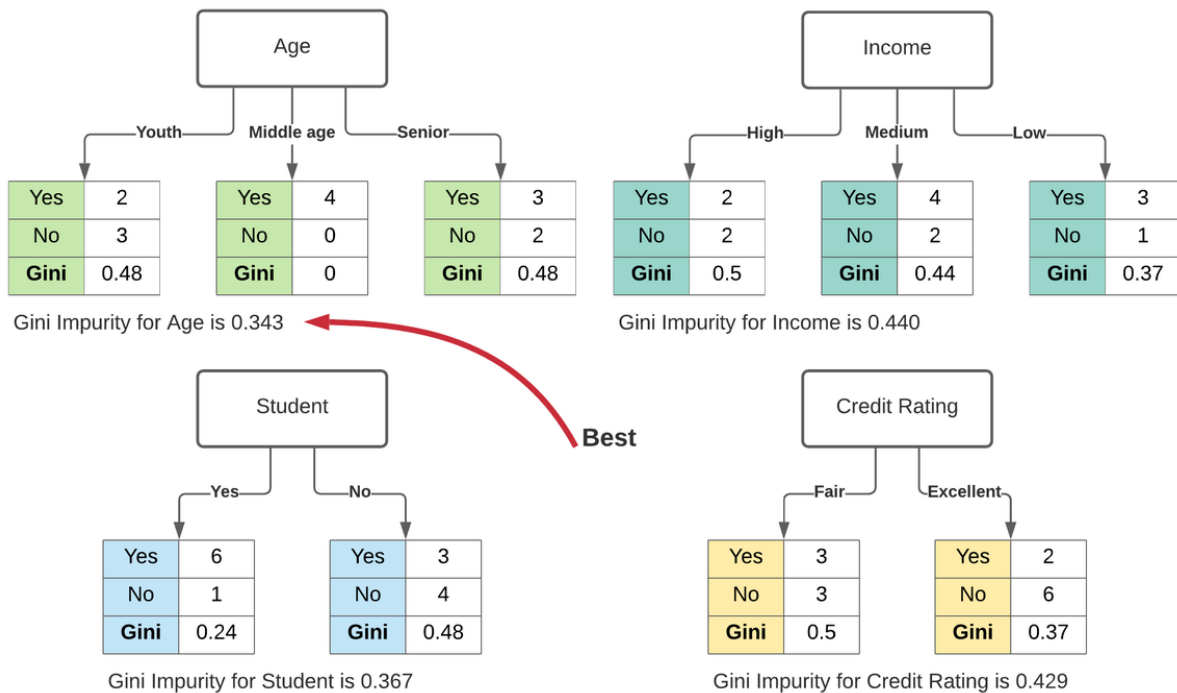 Age
Income
Youth
Middle age
Senior
High
Medium
Low
Yes 2
No 3
Gini 0.48
Yes 4
No 0
Gini 0
Yes 3
No 2
Gini 0.48
Yes 2
No 2
Gini 0.5
Yes 4
No 2
Gini 0.44
Yes 3
No 1
Gini 0.37
Gini Impurity for Age is 0.343
Gini Impurity for Income is 0.440
Best
Student
Credit Rating
Yes
No
Fair
Excellent
Yes 6
No 1
Gini 0.24
Yes 3
No 4
Gini 0.48
Yes 3
No 3
Gini 0.5
Yes 2
No 6
Gini 0.37
Gini Impurity for Student is 0.367
Gini Impurity for Credit Rating is 0.429